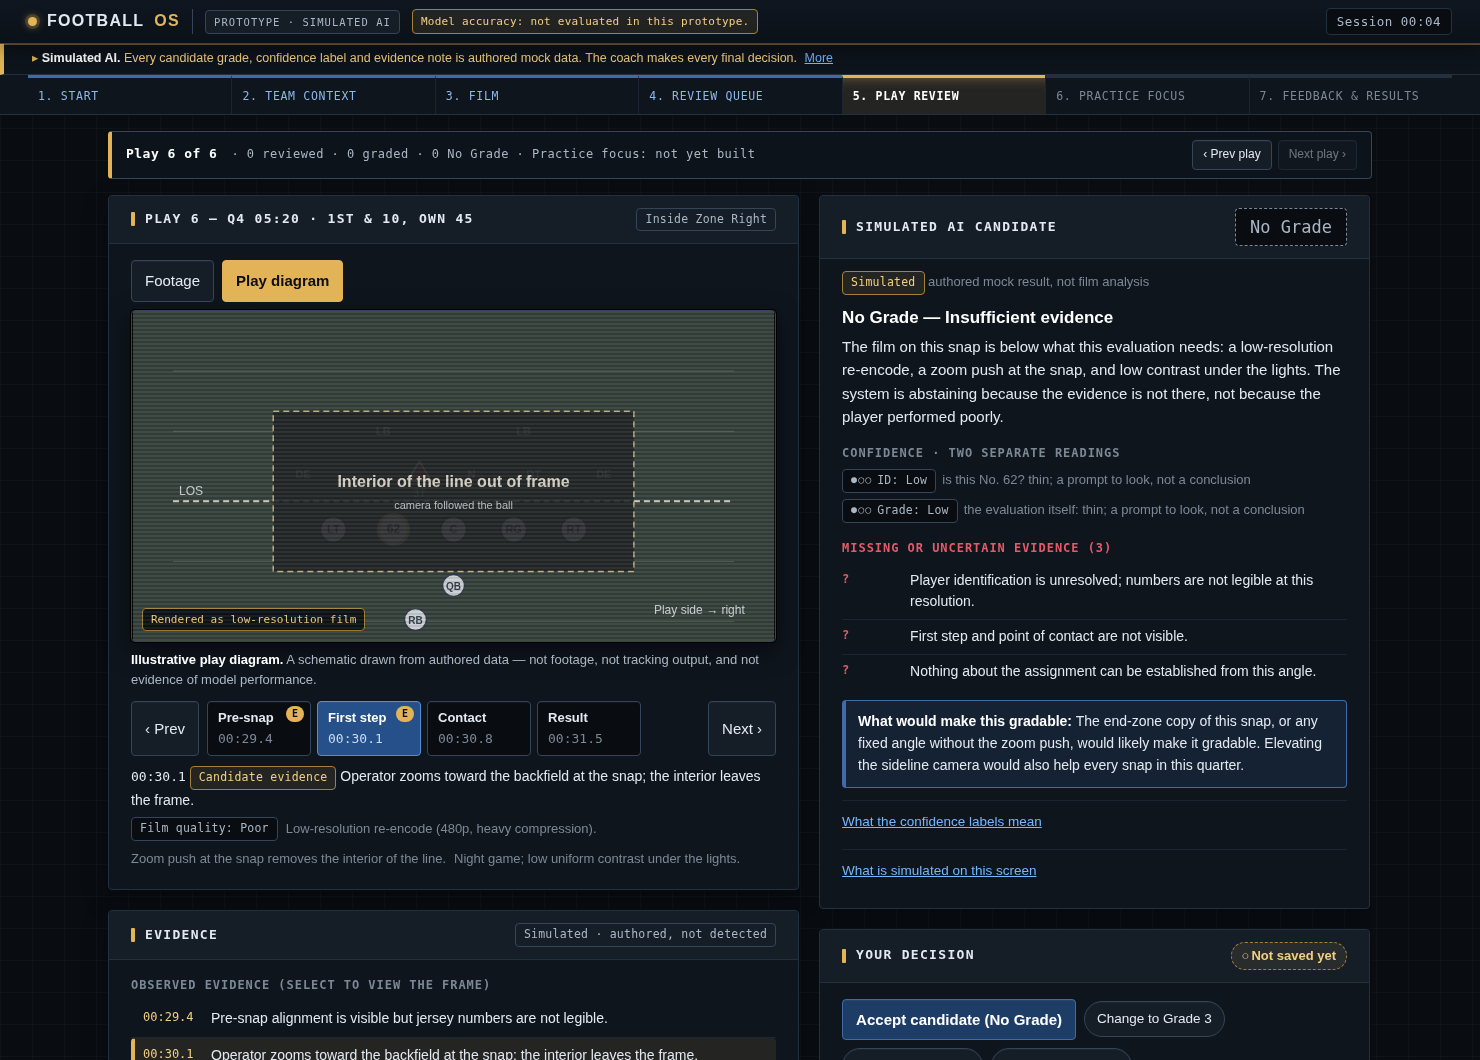 FOOTBALL OS
PROTOTYPE · SIMULATED AI
Model accuracy: not evaluated in this prototype.
Session 00:04
▸ Simulated AI. Every candidate grade, confidence label and evidence note is authored mock data. The coach makes every final decision. More
1. START
2. TEAM CONTEXT
3. FILM
4. REVIEW QUEUE
5. PLAY REVIEW
6. PRACTICE FOCUS
7. FEEDBACK & RESULTS
Play 6 of 6 · 0 reviewed · 0 graded · 0 No Grade · Practice focus: not yet built
‹ Prev play
Next play ›
PLAY 6 — Q4 05:20 · 1ST & 10, OWN 45
Inside Zone Right
Footage
Play diagram
LB LB
DE N DE
Interior of the line out of frame
LOS
camera followed the ball
LT 62 C RG RT
QB
RB
Play side → right
Rendered as low-resolution film
Illustrative play diagram. A schematic drawn from authored data — not footage, not tracking output, and not
evidence of model performance.
‹ Prev
Pre-snap E
00:29.4
First step E
00:30.1
Contact
00:30.8
Result
00:31.5
Next ›
00:30.1 Candidate evidence Operator zooms toward the backfield at the snap; the interior leaves
the frame.
Film quality: Poor Low-resolution re-encode (480p, heavy compression).
Zoom push at the snap removes the interior of the line. Night game; low uniform contrast under the lights.
EVIDENCE
Simulated · authored, not detected
OBSERVED EVIDENCE (SELECT TO VIEW THE FRAME)
00:29.4 Pre-snap alignment is visible but jersey numbers are not legible.
00:30.1 Operator zooms toward the backfield at the snap; the interior leaves the frame.
SIMULATED AI CANDIDATE
No Grade
Simulated authored mock result, not film analysis
No Grade — Insufficient evidence
The film on this snap is below what this evaluation needs: a low-resolution
re-encode, a zoom push at the snap, and low contrast under the lights. The
system is abstaining because the evidence is not there, not because the
player performed poorly.
CONFIDENCE · TWO SEPARATE READINGS
●○○ ID: Low is this No. 62? thin; a prompt to look, not a conclusion
●○○ Grade: Low the evaluation itself: thin; a prompt to look, not a conclusion
MISSING OR UNCERTAIN EVIDENCE (3)
? Player identification is unresolved; numbers are not legible at this
resolution.
? First step and point of contact are not visible.
? Nothing about the assignment can be established from this angle.
What would make this gradable: The end-zone copy of this snap, or any
fixed angle without the zoom push, would likely make it gradable. Elevating
the sideline camera would also help every snap in this quarter.
What the confidence labels mean
What is simulated on this screen
YOUR DECISION
○ Not saved yet
Accept candidate (No Grade)
Change to Grade 3